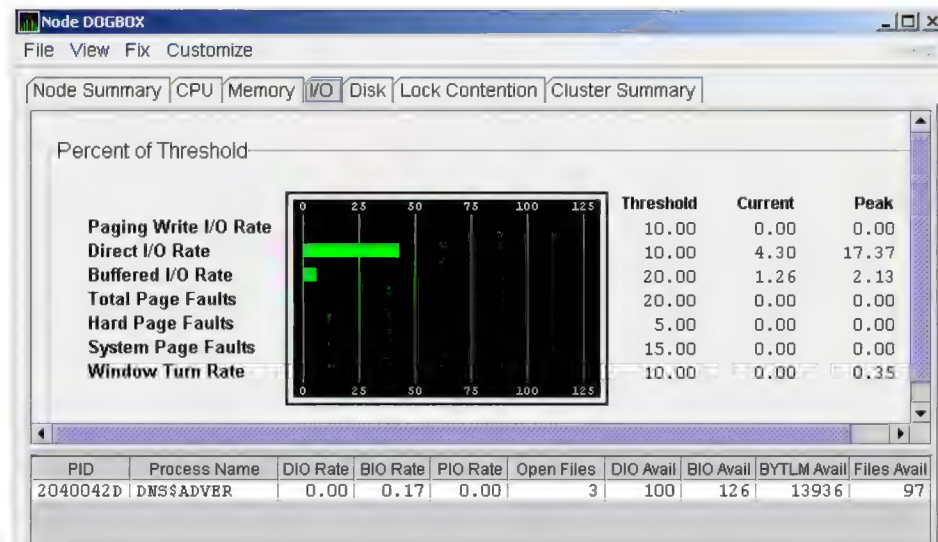 Node DOGBOX
File View Fix Customize
Node Summary CPU Memory I/O Disk Lock Contention Cluster Summary
Percent of Threshold
0 25 50 75 100 125 Threshold Current Peak
Paging Write I/O Rate 10.00 0.00 0.00
Direct I/O Rate 10.00 4.30 17.37
Buffered I/O Rate 20.00 1.26 2.13
Total Page Faults 20.00 0.00 0.00
Hard Page Faults 5.00 0.00 0.00
System Page Faults 15.00 0.00 0.00
Window Turn Rate 10.00 0.00 0.35
0 25 50 75 100 125
PID Process Name DIO Rate BIO Rate PIO Rate Open Files DIO Avail BIO Avail BYTLM Avail Files Avail
2040042D DNS$ADVER 0.00 0.17 0.00 3 100 126 13936 97